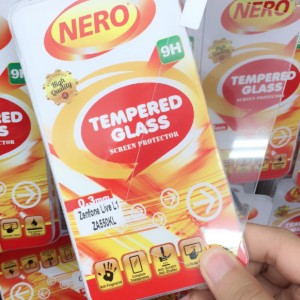 NERO
9H
High Quality
TEMPERED
GLASS
SCREEN PROTECTOR
0.3mm
Zenfone Live L1
ZA550KL
NERO
9H
TEMPERED
GLASS
SCREEN PROTECTOR